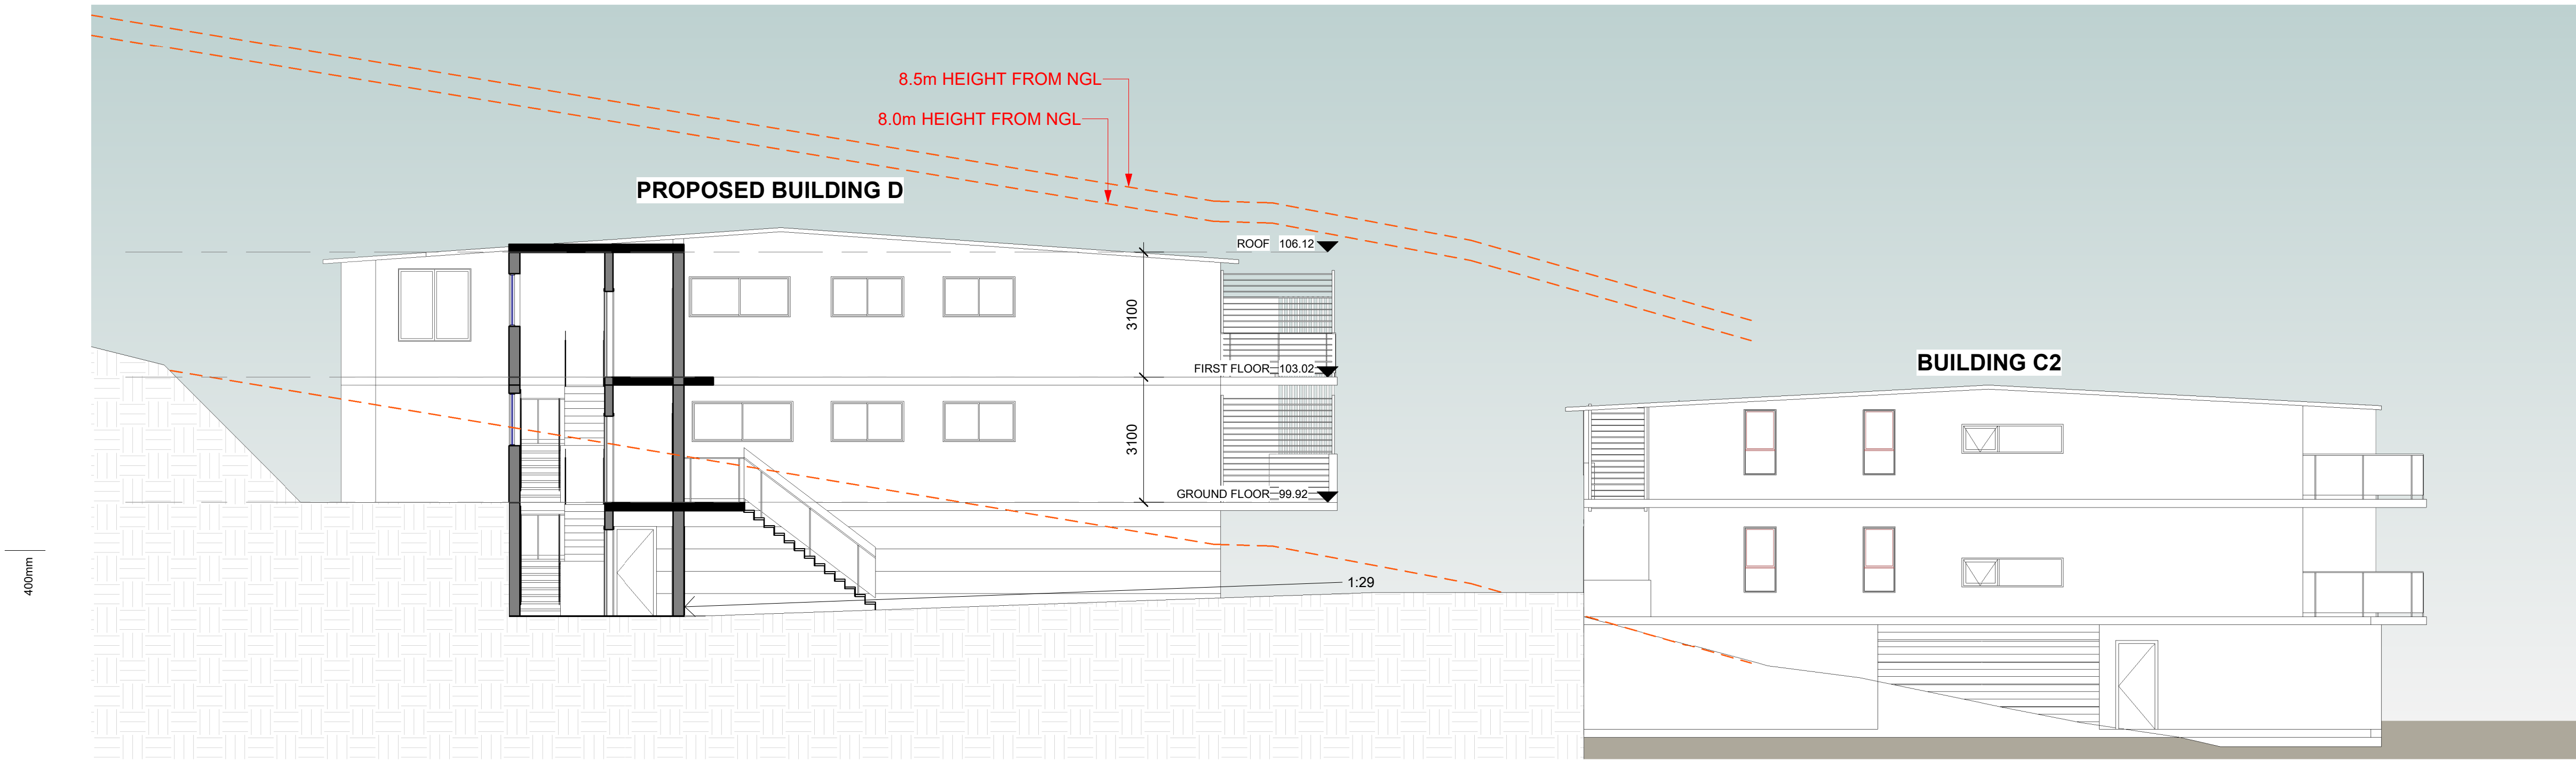 8.5m HEIGHT FROM NGL
8.0m HEIGHT FROM NGL
PROPOSED BUILDING D
ROOF 106.12
3100
FIRST FLOOR 103.02
BUILDING C2
3100
GROUND FLOOR 99.92
1:29
400mm